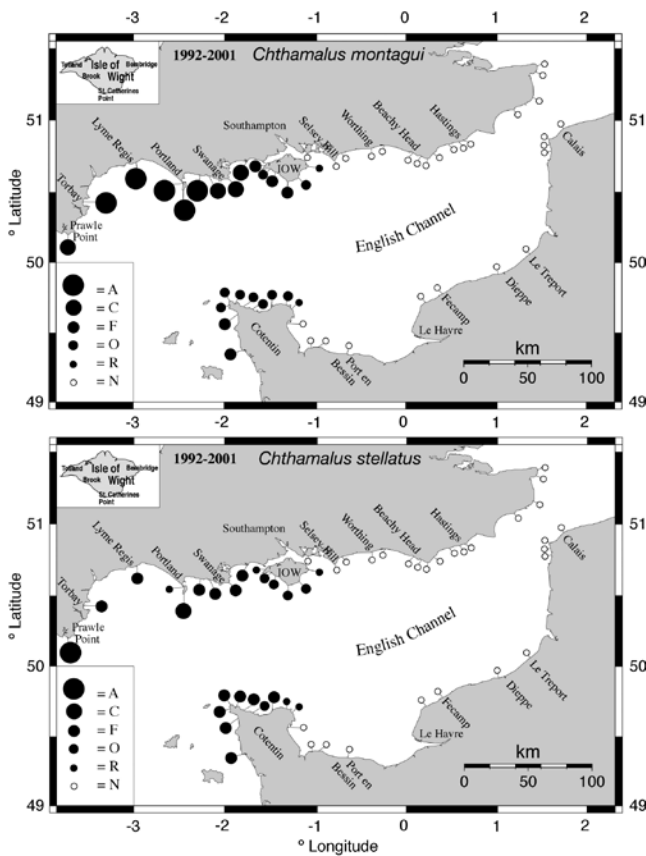 -3 -2 -1 0 1 2
1992-2001 Chthamalus montagui
Totland Isle of Bembridge
Brook Wight
St. Catherines
Point
51
50
49
º Latitude
Torbay
Lyme Regis
Portland
Swanage
Southampton
Selsey Bill
Worthing
Beachy Head
Hastings
Calais
IOW
Prawle
Point
English Channel
Le Treport
Dieppe
Fecamp
Le Havre
Cotentin
Port en
Bessin
= A
= C
= F
= O
= R
= N
km
0 50 100
51
50
49
-3 -2 -1 0 1 2
1992-2001 Chthamalus stellatus
Totland Isle of Bembridge
Brook Wight
St. Catherines
Point
51
50
49
º Latitude
Torbay
Lyme Regis
Portland
Swanage
Southampton
Selsey Bill
Worthing
Beachy Head
Hastings
Calais
IOW
Prawle
Point
English Channel
Le Treport
Dieppe
Fecamp
Le Havre
Cotentin
Port en
Bessin
= A
= C
= F
= O
= R
= N
km
0 50 100
51
50
49
-3 -2 -1 0 1 2
º Longitude